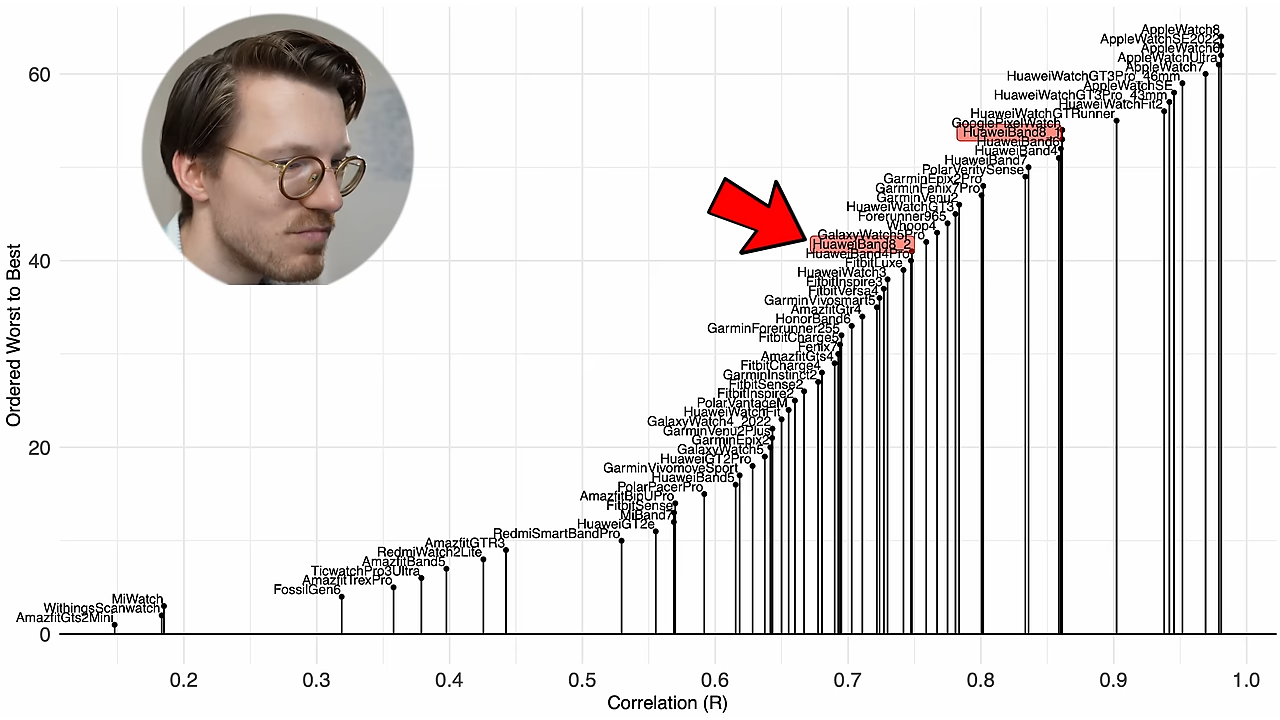 AppleWatch8
AppleWatchSE2022
AppleWatch6
AppleWatchUltra
AppleWatch7
HuaweiWatchGT3Pro_46mm
AppleWatchSE
HuaweiWatchGT3Pro_43mm
HuaweiWatchFit2
HuaweiWatchGTRunner
GooglePixelWatch
HuaweiBand8
HuaweiBand6
HuaweiBand4
HuaweiBand7
PolarVeritySense
GarminEpix2Pro
GarminFenix7Pro
GarminVenu2
HuaweiWatchGT3
Forerunner965
Whoop4
GalaxyWatch5Pro
HuaweiBand8_2
HuaweiBand4Pro
FitbitLuxe
HuaweiWatch3
FitbitInspire3
FitbitVersa4
GarminVivosmart5
AmazfitGtr4
HonorBand6
GarminForerunner255
FitbitCharge5
Fenix7
AmazfitGts4
FitbitCharge4
GarminInstinct2
FitbitSense2
FitbitInspire2
PolarVantageM
HuaweiWatchFit
GalaxyWatch4_2022
GarminVenu2Plus
GarminEpix2
GalaxyWatch5
HuaweiGT2Pro
GarminVivomoveSport
HuaweiBand5
PolarPacerPro
AmazfitBipUPro
FitbitSense
MiBand7
HuaweiGT2e
RedmiSmartBandPro
AmazfitGTR3
RedmiWatch2Lite
AmazfitBand5
TicwatchPro3Ultra
AmazfitTrexPro
FossilGen6
MiWatch
WithingsScanwatch
AmazfitGts2Mini
Ordered Worst to Best
60
40
20
0
0.2 0.3 0.4 0.5 0.6 0.7 0.8 0.9 1.0
Correlation (R)